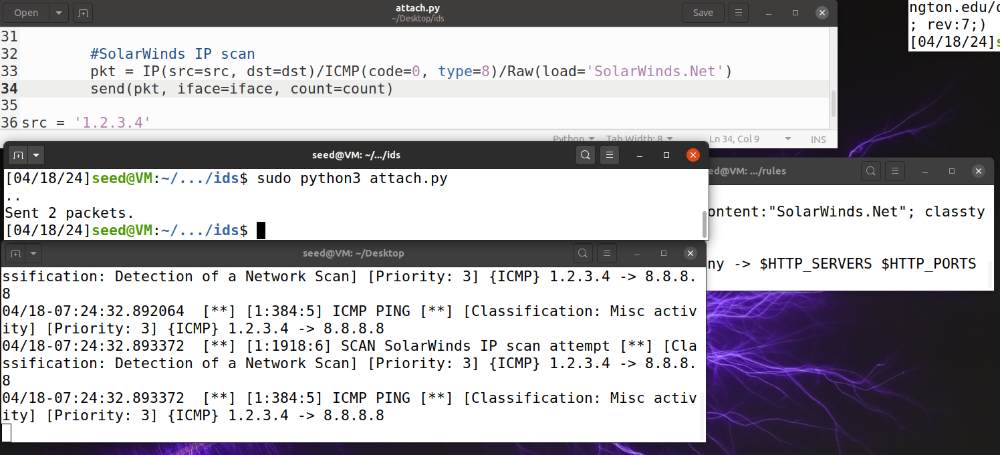 Open
attach.py
~/Desktop/ids
Save
31
32 #SolarWinds IP scan
33 pkt = IP(src=src, dst=dst)/ICMP(code=0, type=8)/Raw(load='SolarWinds.Net')
34 send(pkt, iface=iface, count=count)
35
36 src = '1.2.3.4'
Python Tab Width: 8 Ln 34, Col 9 INS
ngton.edu/
; rev:7;)
[04/18/24]s
seed@VM: ~/.../ids
[04/18/24]seed@VM:~/.../ids$ sudo python3 attach.py
..
Sent 2 packets.
[04/18/24]seed@VM:~/.../ids$
ed@VM: .../rules
ontent:"SolarWinds.Net"; classty
ny -> $HTTP_SERVERS $HTTP_PORTS
seed@VM: ~/Desktop
ssification: Detection of a Network Scan] [Priority: 3] {ICMP} 1.2.3.4 -> 8.8.8.
8
04/18-07:24:32.892064  [**] [1:384:5] ICMP PING [**] [Classification: Misc activ
ity] [Priority: 3] {ICMP} 1.2.3.4 -> 8.8.8.8
04/18-07:24:32.893372  [**] [1:1918:6] SCAN SolarWinds IP scan attempt [**] [Cla
ssification: Detection of a Network Scan] [Priority: 3] {ICMP} 1.2.3.4 -> 8.8.8.
8
04/18-07:24:32.893372  [**] [1:384:5] ICMP PING [**] [Classification: Misc activ
ity] [Priority: 3] {ICMP} 1.2.3.4 -> 8.8.8.8